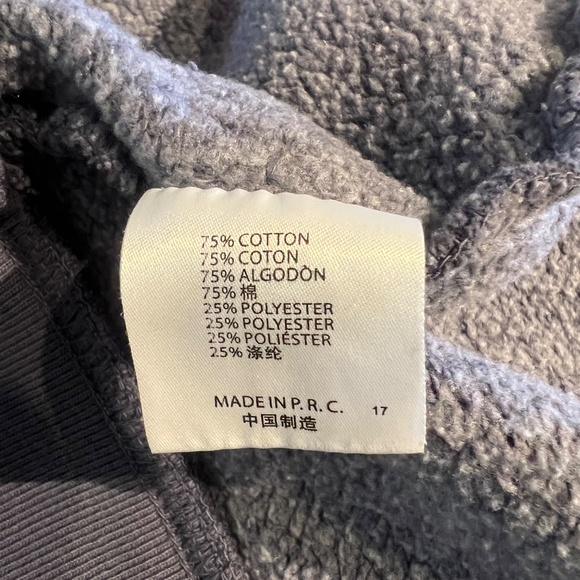 75% COTTON
75% COTON
75% ALGODÒN
75% 棉
25% POLYESTER
25% POLYESTER
25% POLIÉSTER
25% 涤纶
MADE IN P. R. C. 17
中国制造